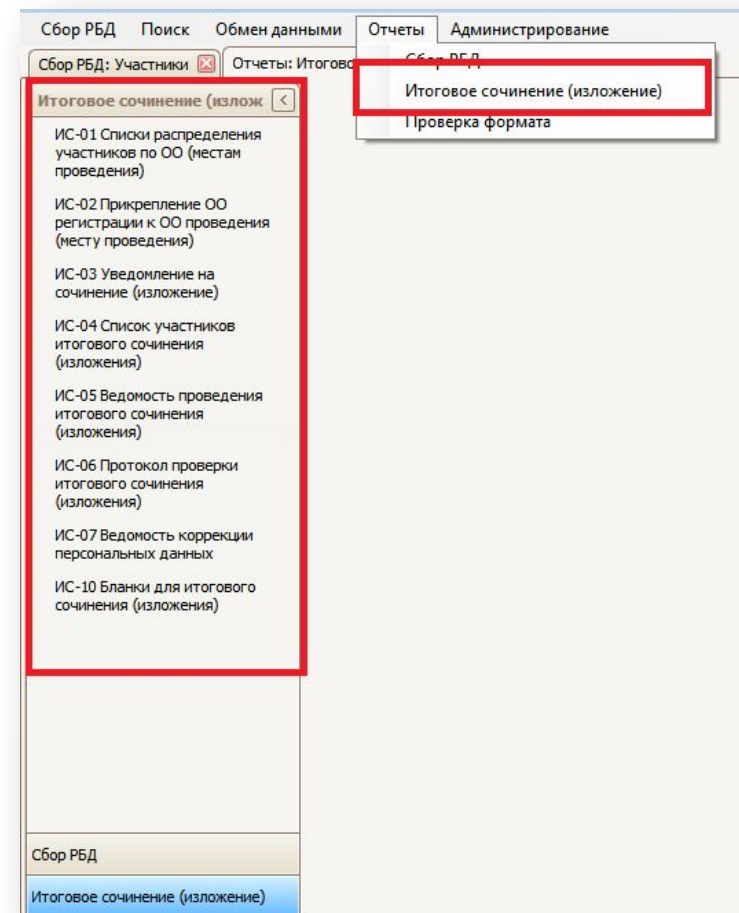 Сбор РБД Поиск Обмен данными Отчеты Администрирование
Сбор РБД: Участники Отчеты: Итогово
Сбор РБД
Итоговое сочинение (изложение)
Проверка формата
Итоговое сочинение (излож
ИС-01 Списки распределения
участников по ОО (местам
проведения)
ИС-02 Прикрепление ОО
регистрации к ОО проведения
(месту проведения)
ИС-03 Уведомление на
сочинение (изложение)
ИС-04 Список участников
итогового сочинения
(изложения)
ИС-05 Ведомость проведения
итогового сочинения
(изложения)
ИС-06 Протокол проверки
итогового сочинения
(изложения)
ИС-07 Ведомость коррекции
персональных данных
ИС-10 Бланки для итогового
сочинения (изложения)
Сбор РБД
Итоговое сочинение (изложение)